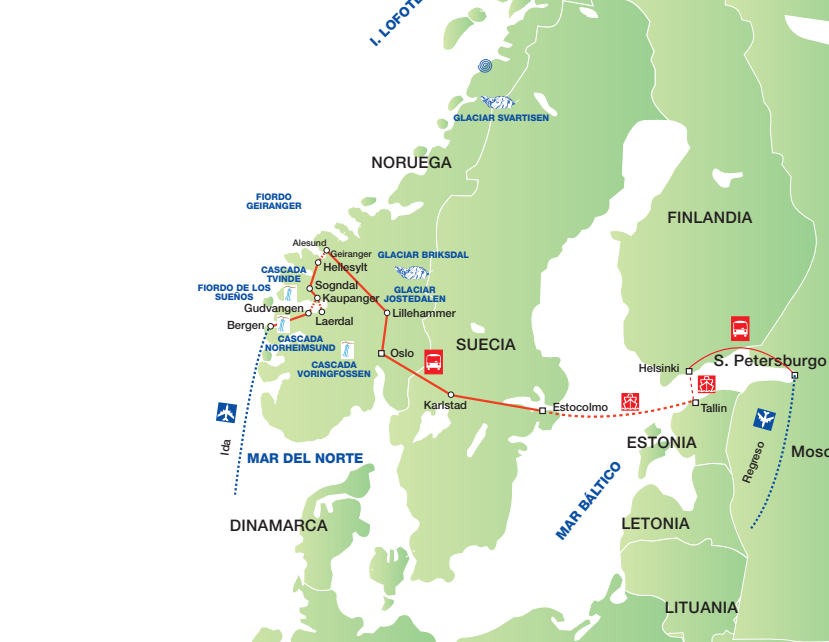 I. LOFOTE
GLACIAR SVARTISEN
NORUEGA
FIORDO
GEIRANGER
FINLANDIA
Alesund
Geiranger
GLACIAR BRIKSDAL
Hellesylt
CASCADA
TVINDE
FIORDO DE LOS
SUEÑOS
Sogndal
GLACIAR
JOSTEDALEN
Kaupanger
Gudvangen
Laerdal
Lillehammer
Bergen
CASCADA
NORHEIMSUND
SUECIA
Oslo
CASCADA
VORINGFOSSEN
Helsinki
S. Petersburgo
Karlstad
Estocolmo
Tallin
Ida
MAR DEL NORTE
ESTONIA
Regreso
Mosc
MAR BÁLTICO
DINAMARCA
LETONIA
LITUANIA